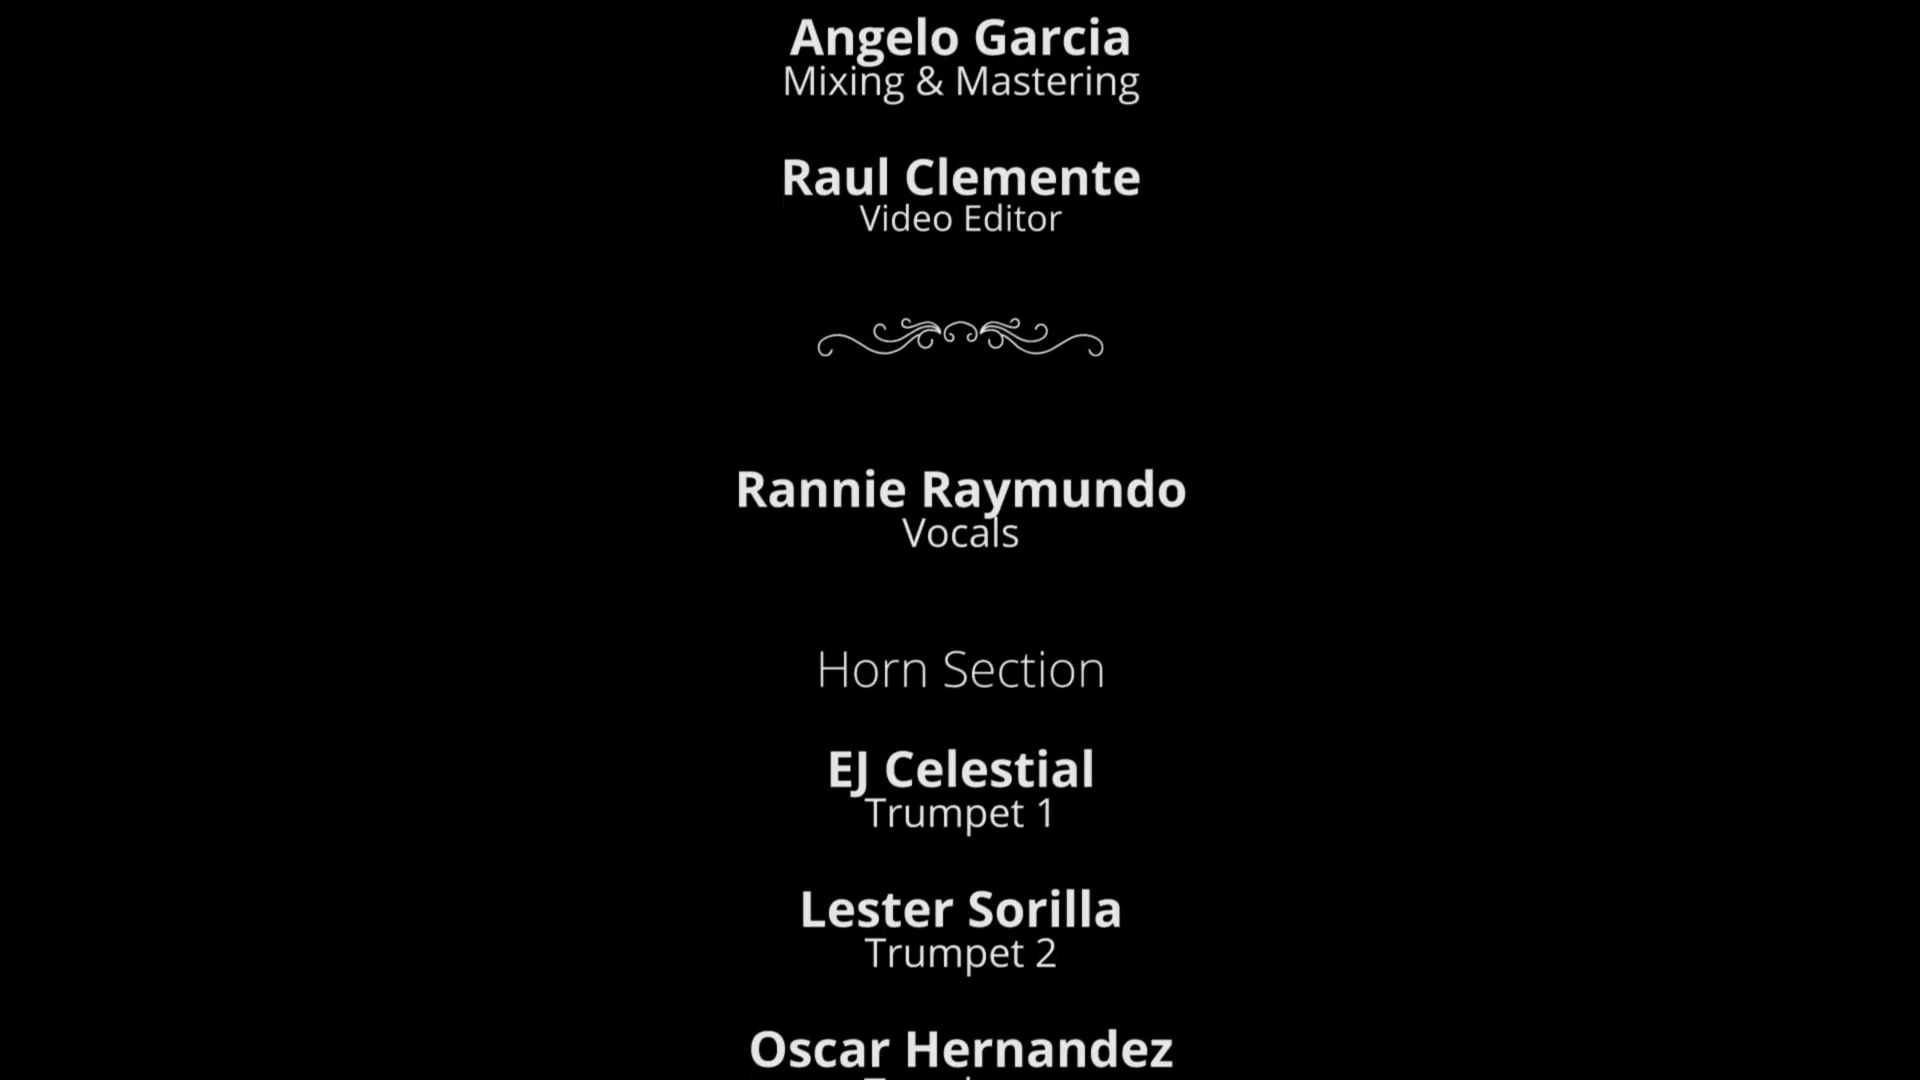 Angelo Garcia
Mixing & Mastering
Raul Clemente
Video Editor
Rannie Raymundo
Vocals
Horn Section
EJ Celestial
Trumpet 1
Lester Sorilla
Trumpet 2
Oscar Hernandez